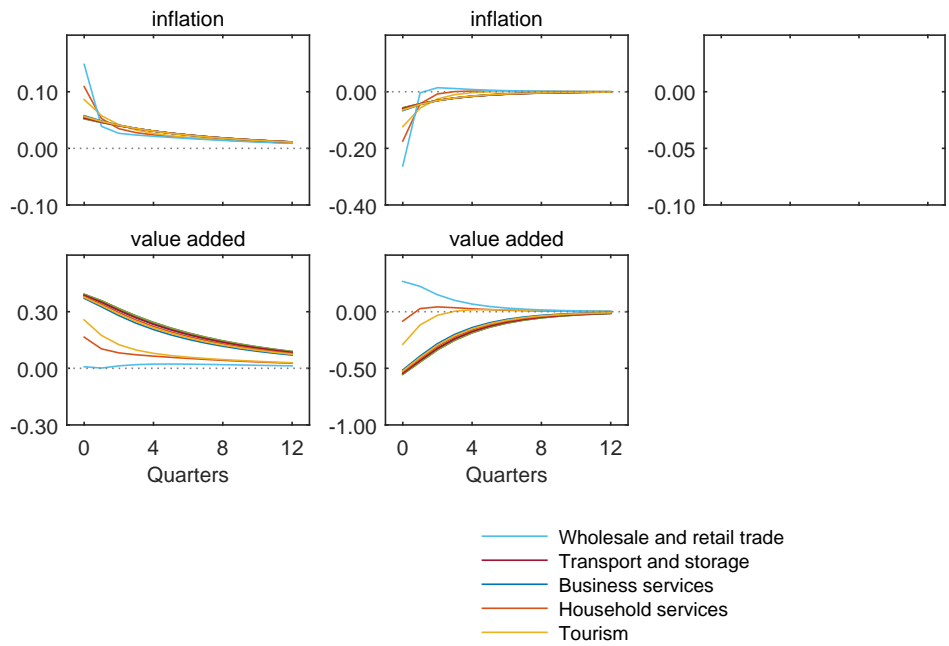 inflation
inflation
0.10
0.00
-0.10
0.00
-0.20
-0.40
0.00
-0.05
-0.10
value added
value added
0.30
0.00
-0.30
0.00
-0.50
-1.00
0 4 8 12
0 4 8 12
Quarters
Quarters
Wholesale and retail trade
Transport and storage
Business services
Household services
Tourism